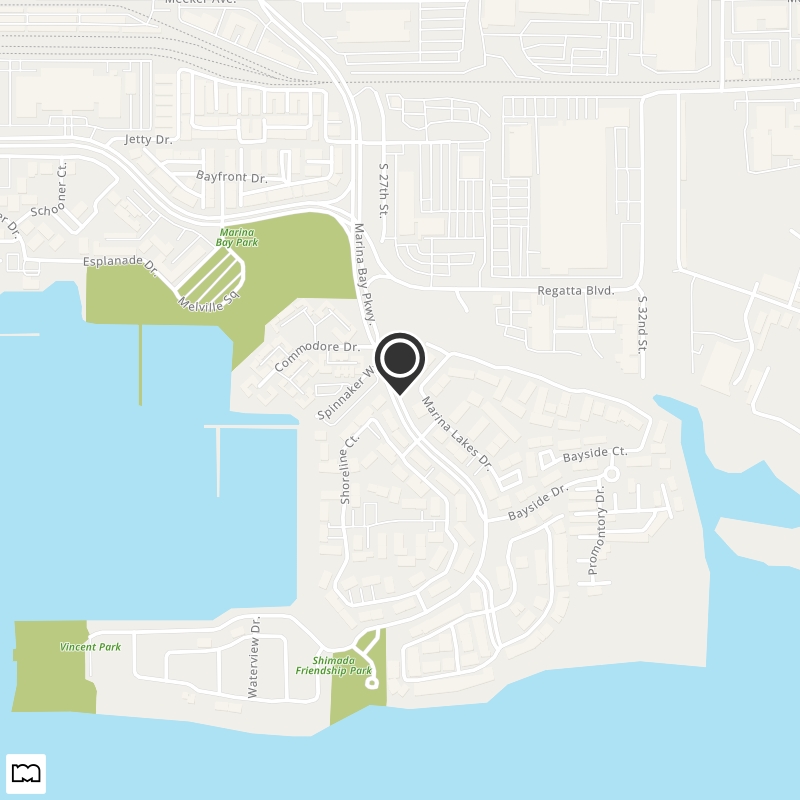 Meeker Ave.
Jetty Dr.
Bayfront Dr.
S 27th St.
Schooner Ct.
er Dr.
Marina
Bay Park
Marina Bay Pkwy.
Esplanade Dr.
Melville Sq.
Regatta Blvd.
S 32nd St.
Commodore Dr.
Spinnaker W
Marina Lakes Dr.
Shoreline Ct.
Bayside Ct.
Bayside Dr.
Promontory Dr.
Vincent Park
Waterview Dr.
Shimada
Friendship Park